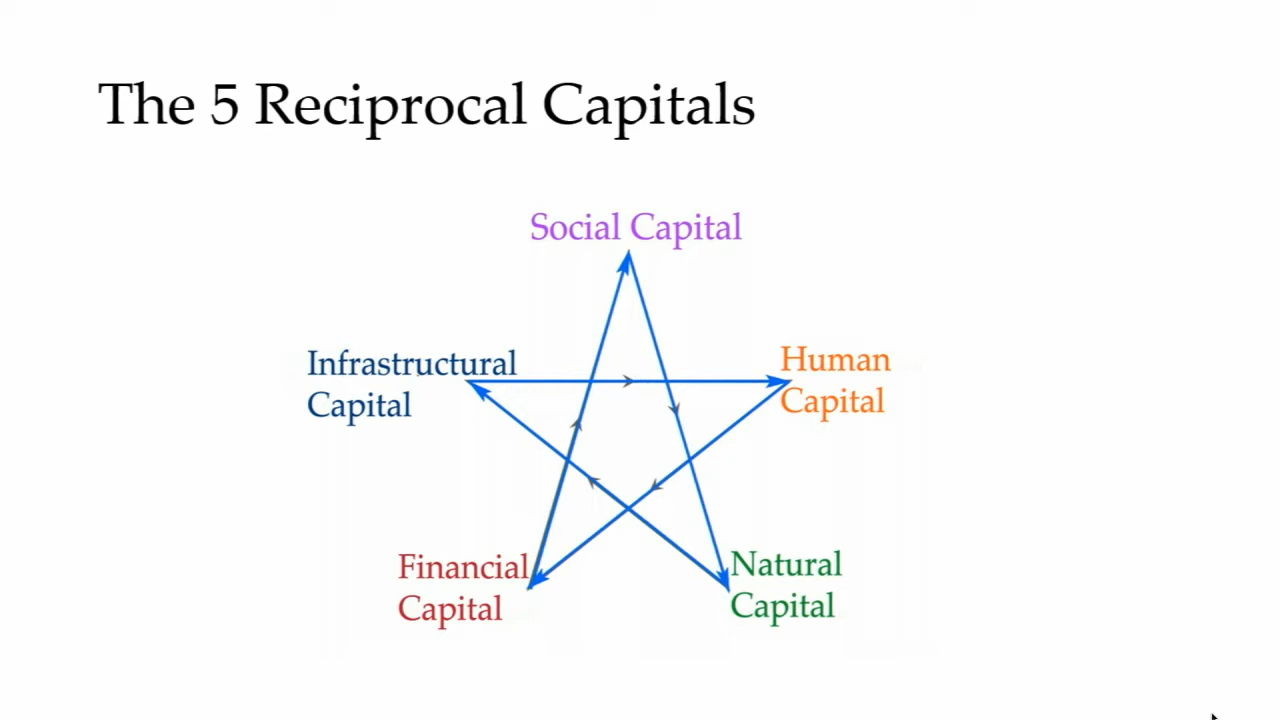 The 5 Reciprocal Capitals
Social Capital
Infrastructural
Capital
Human
Capital
Financial
Capital
Natural
Capital